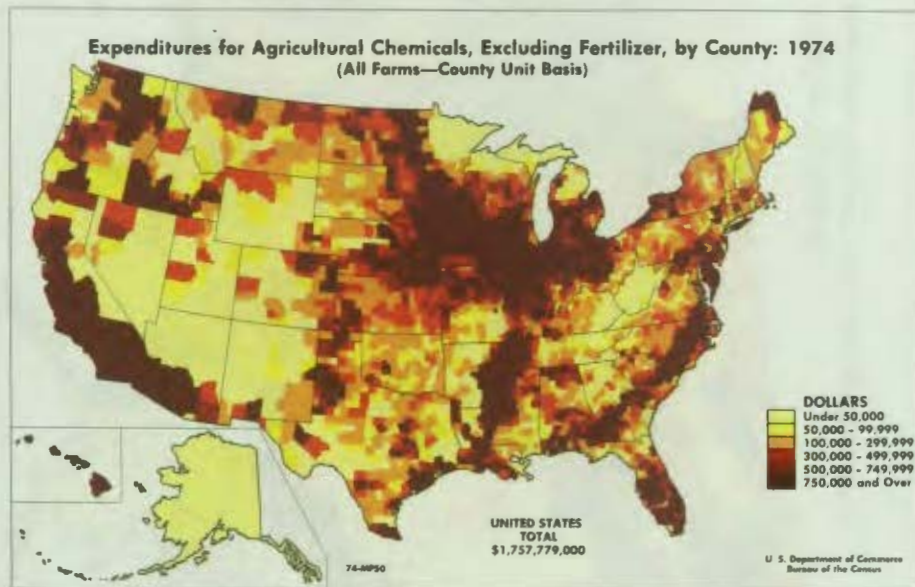 Expenditures for Agricultural Chemicals, Excluding Fertilizer, by County: 1974
(All Farms—County Unit Basis)
DOLLARS
Under 50,000
50,000 - 99,999
100,000 - 299,999
300,000 - 499,999
500,000 - 749,999
750,000 and Over
UNITED STATES
TOTAL
$1,757,779,000
74-MP50
U. S. Department of Commerce
Bureau of the Census